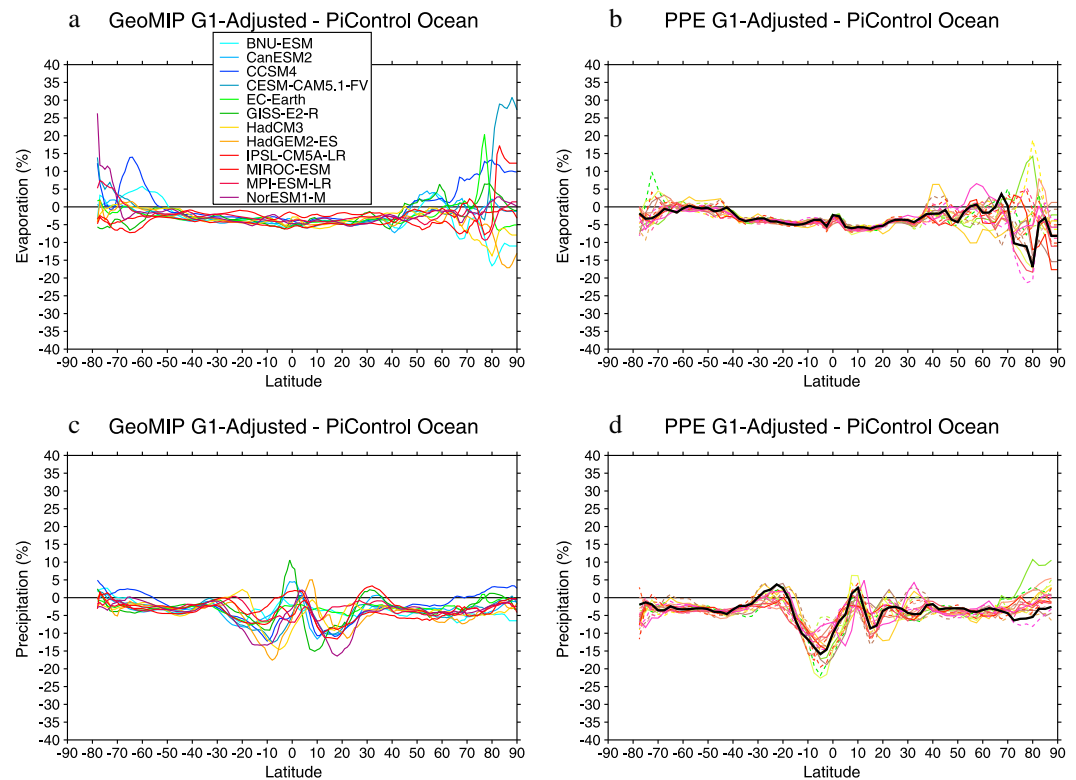 a GeoMIP G1-Adjusted - PiControl Ocean
BNU-ESM
CanESM2
CCSM4
CESM-CAM5.1-FV
EC-Earth
GISS-E2-R
HadCM3
HadGEM2-ES
IPSL-CM5A-LR
MIROC-ESM
MPI-ESM-LR
NorESM1-M
40
35
30
25
20
15
10
5
0
-5
-10
-15
-20
-25
-30
-35
-40
Evaporation (%)
-90 -80 -70 -60 -50 -40 -30 -20 -10 0 10 20 30 40 50 60 70 80 90
Latitude
b PPE G1-Adjusted - PiControl Ocean
40
35
30
25
20
15
10
5
0
-5
-10
-15
-20
-25
-30
-35
-40
Evaporation (%)
-90 -80 -70 -60 -50 -40 -30 -20 -10 0 10 20 30 40 50 60 70 80 90
Latitude
c GeoMIP G1-Adjusted - PiControl Ocean
40
35
30
25
20
15
10
5
0
-5
-10
-15
-20
-25
-30
-35
-40
Precipitation (%)
-90 -80 -70 -60 -50 -40 -30 -20 -10 0 10 20 30 40 50 60 70 80 90
Latitude
d PPE G1-Adjusted - PiControl Ocean
40
35
30
25
20
15
10
5
0
-5
-10
-15
-20
-25
-30
-35
-40
Precipitation (%)
-90 -80 -70 -60 -50 -40 -30 -20 -10 0 10 20 30 40 50 60 70 80 90
Latitude